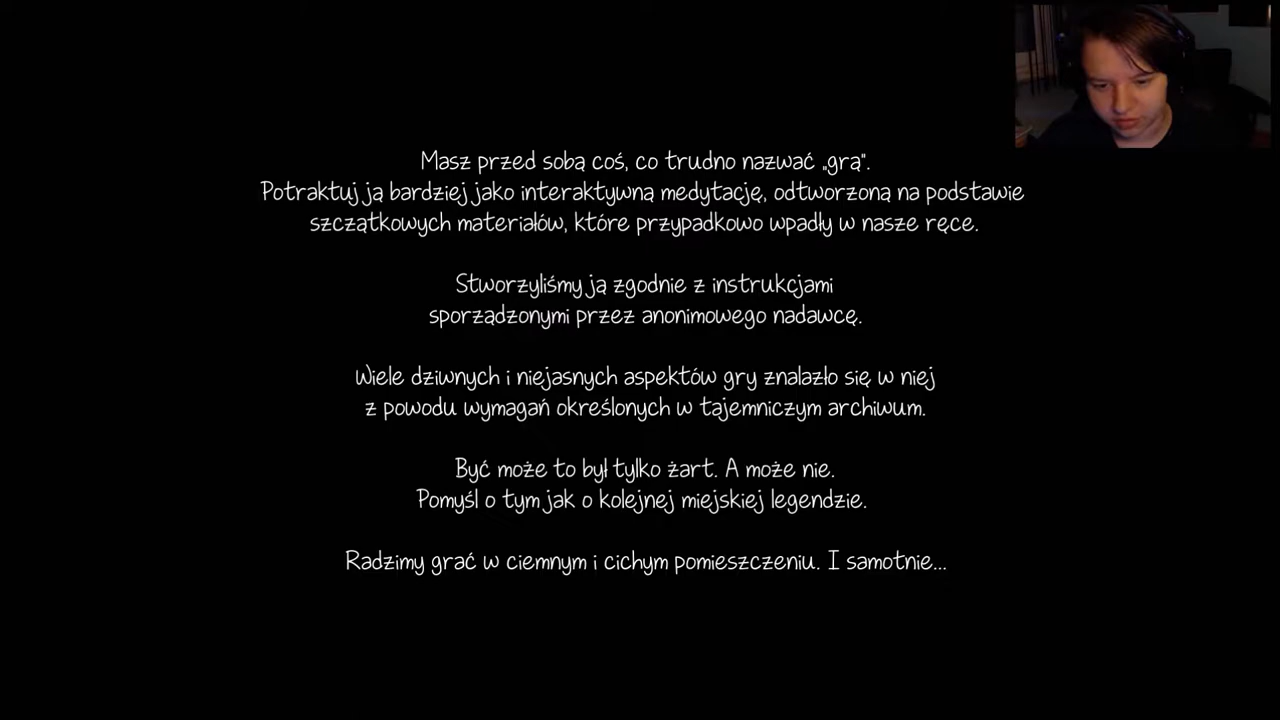 Masz przed sobą coś, co trudno nazwać „grą”.
Potraktuj ją bardziej jako interaktywną medytację, odtworzoną na podstawie
szczątkowych materiałów, które przypadkowo wpadły w nasze ręce.
Stworzyliśmy ją zgodnie z instrukcjami
sporządzonymi przez anonimowego nadawcę.
Wiele dziwnych i niejasnych aspektów gry znalazło się w niej
z powodu wymagań określonych w tajemniczym archiwum.
Być może to był tylko żart. A może nie.
Pomyśl o tym jak o kolejnej miejskiej legendzie.
Radzimy grać w ciemnym i cichym pomieszczeniu. I samotnie...